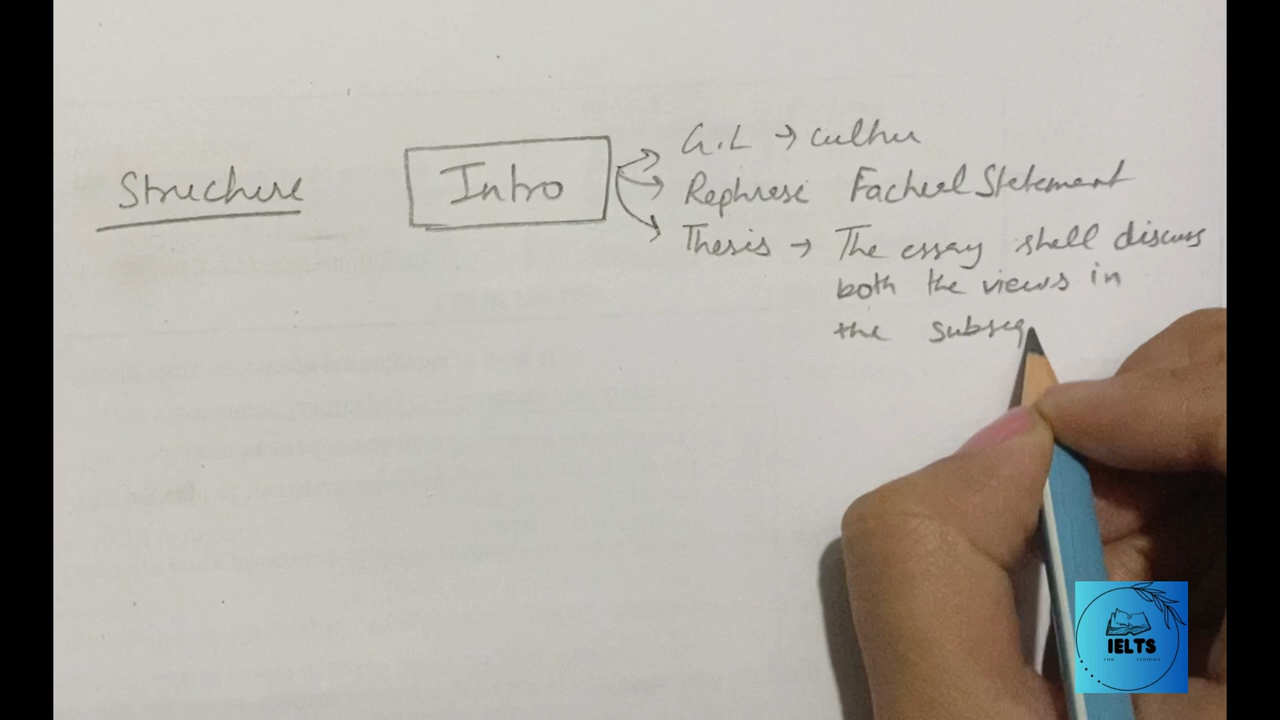 Structure
Intro
G.L → culture
Rephrase Factual Statement
Thesis → The essay shall discuss
both the views in
the subseq
IELTS